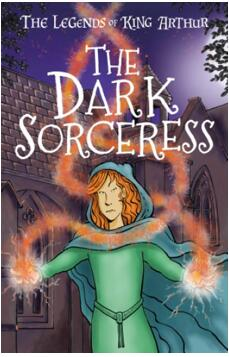 THE LEGENDS OF KING ARTHUR
THE
DARK
SORCERESS